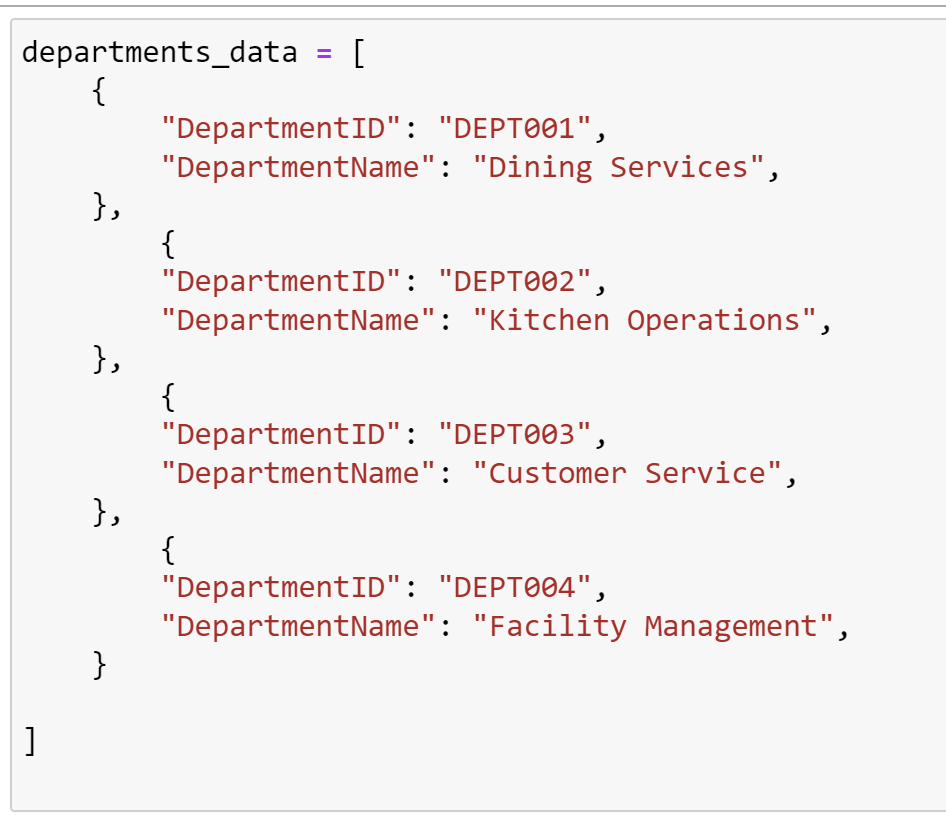 departments_data = [
    {
        "DepartmentID": "DEPT001",
        "DepartmentName": "Dining Services",
    },
        {
        "DepartmentID": "DEPT002",
        "DepartmentName": "Kitchen Operations",
    },
        {
        "DepartmentID": "DEPT003",
        "DepartmentName": "Customer Service",
    },
        {
        "DepartmentID": "DEPT004",
        "DepartmentName": "Facility Management",
    }
]